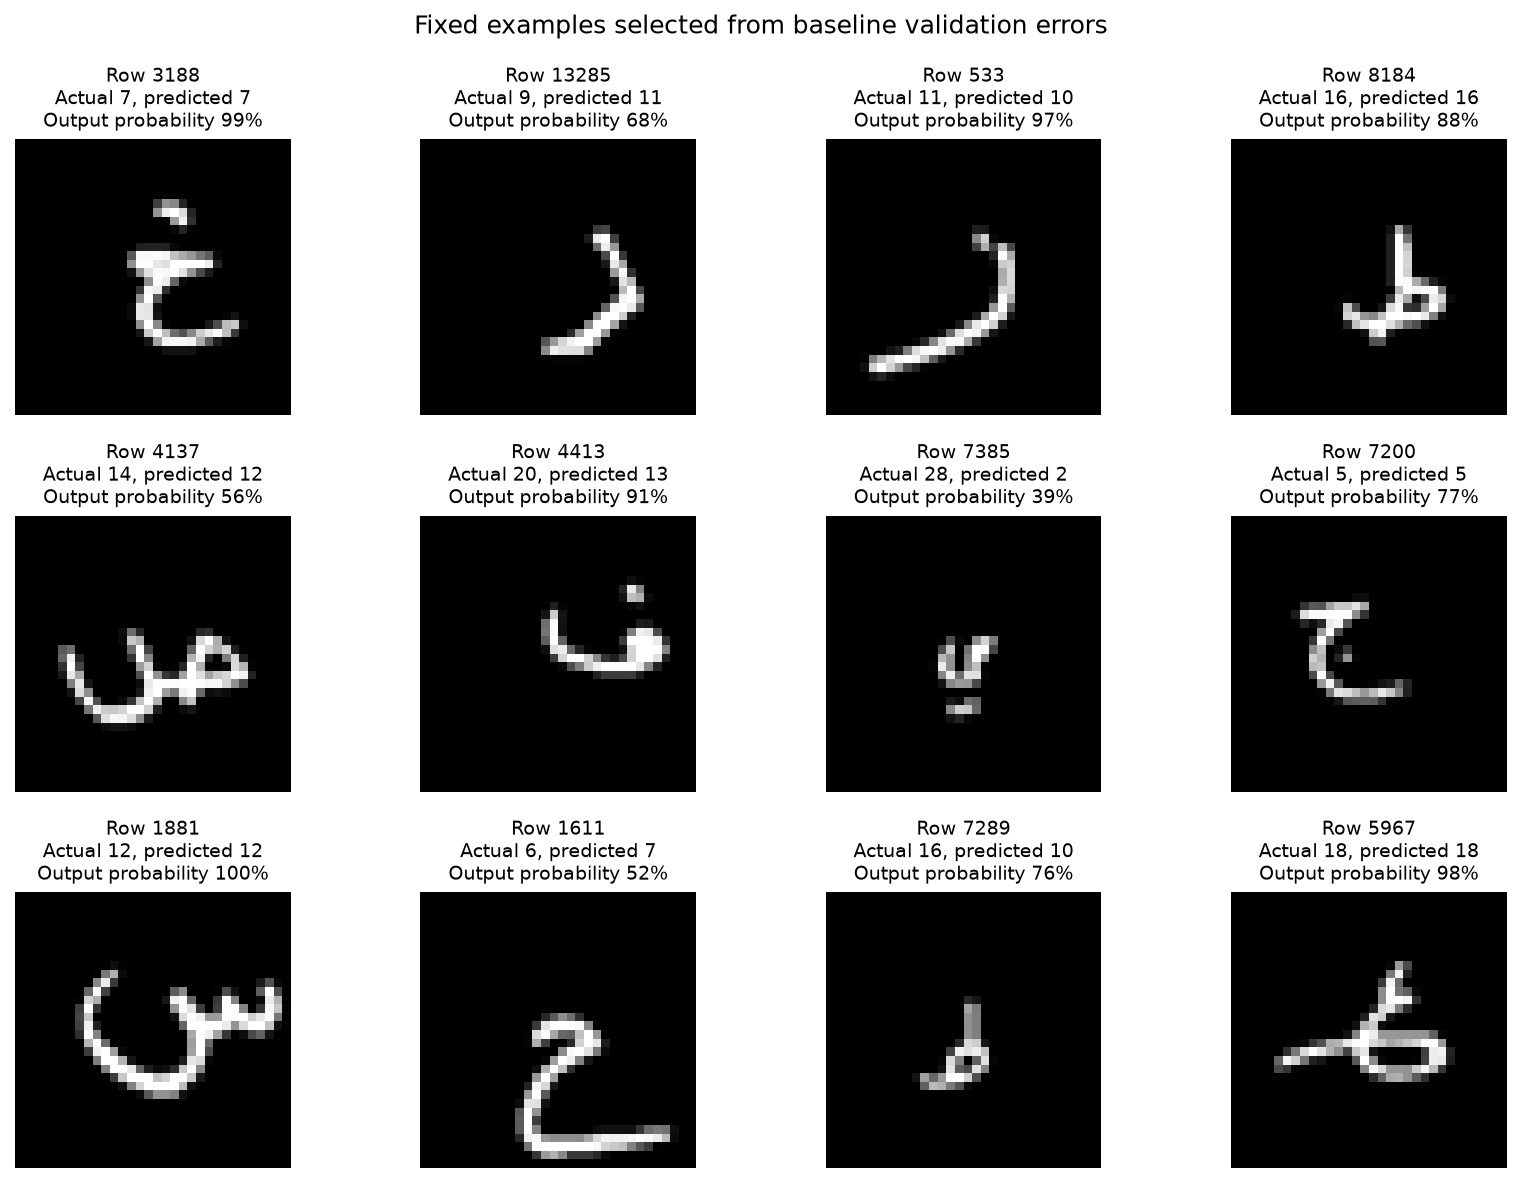 Fixed examples selected from baseline validation errors
Row 3188
Actual 7, predicted 7
Output probability 99%
خ
Row 13285
Actual 9, predicted 11
Output probability 68%
Row 533
Actual 11, predicted 10
Output probability 97%
Row 8184
Actual 16, predicted 16
Output probability 88%
ط
Row 4137
Actual 14, predicted 12
Output probability 56%
ص
Row 4413
Actual 20, predicted 13
Output probability 91%
ف
Row 7385
Actual 28, predicted 2
Output probability 39%
Row 7200
Actual 5, predicted 5
Output probability 77%
ج
Row 1881
Actual 12, predicted 12
Output probability 100%
س
Row 1611
Actual 6, predicted 7
Output probability 52%
ح
Row 7289
Actual 16, predicted 10
Output probability 76%
ط
Row 5967
Actual 18, predicted 18
Output probability 98%